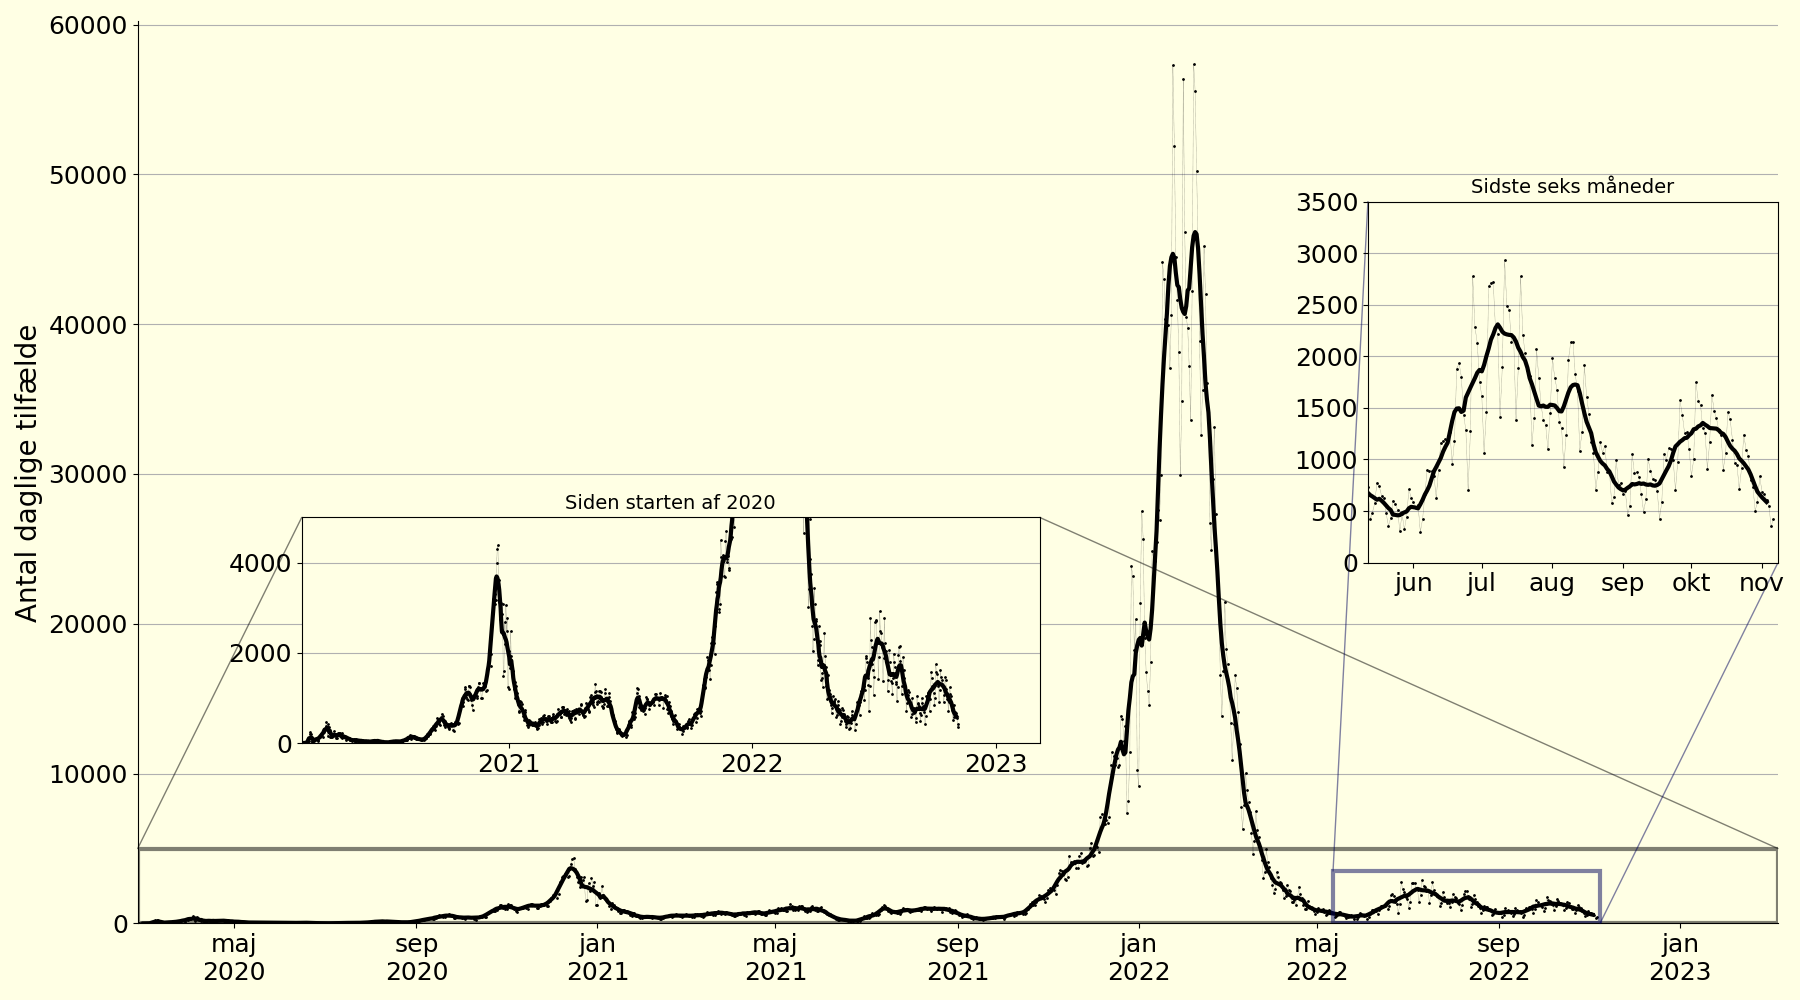 Antal daglige tilfælde
60000
50000
40000
30000
20000
10000
0
maj
2020
sep
2020
jan
2021
maj
2021
sep
2021
jan
2022
maj
2022
sep
2022
jan
2023
Siden starten af 2020
4000
2000
0
2021
2022
2023
Sidste seks måneder
3500
3000
2500
2000
1500
1000
500
0
jun
jul
aug
sep
okt
nov